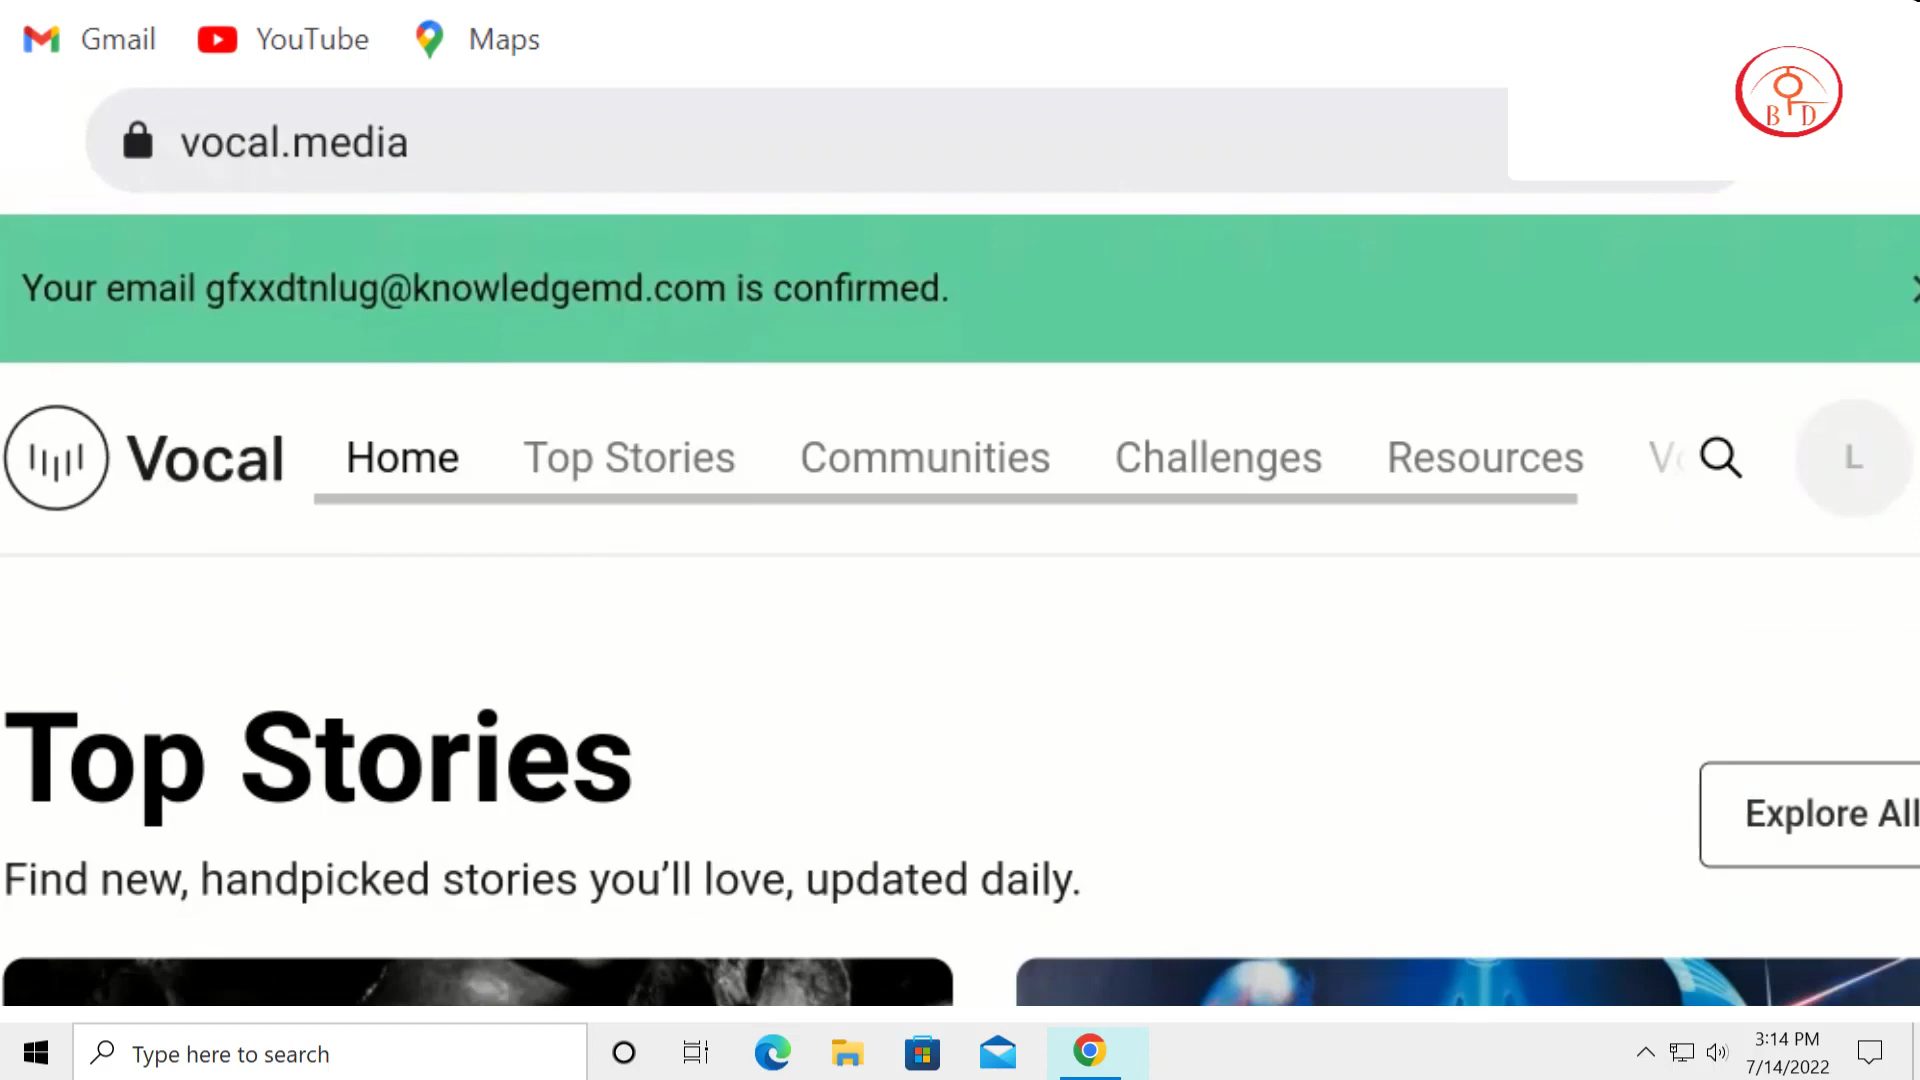 Gmail YouTube Maps
B D
vocal.media
Your email gfxxdtnlug@knowledgemd.com is confirmed.
Vocal Home Top Stories Communities Challenges Resources
L
Top Stories
Explore All
Find new, handpicked stories you’ll love, updated daily.
Type here to search
3:14 PM
7/14/2022